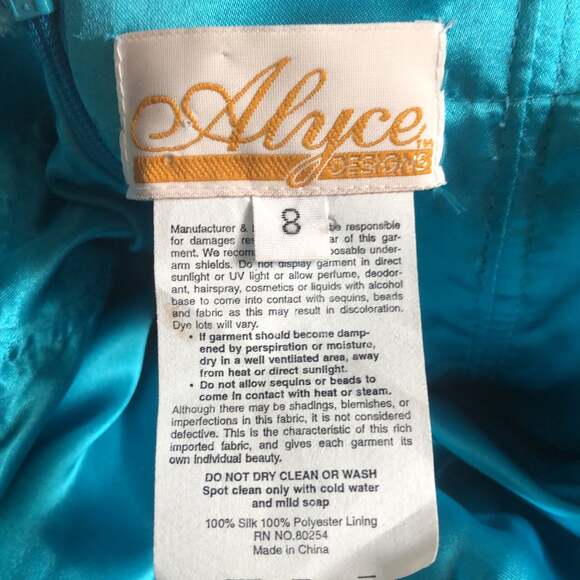 Alyce™
DESIGNS
8
Manufacturer & be responsible
for damages of this gar-
ment. We under-
arm shields. Do not display garment in direct
sunlight or UV light or allow perfume, deodor-
ant, hairspray, cosmetics or liquids with alcohol
base to come into contact with sequins, beads
and fabric as this may result in discoloration.
Dye lots will vary.
• If garment should become damp-
ened by perspiration or moisture,
dry in a well ventilated area, away
from heat or direct sunlight.
• Do not allow sequins or beads to
come in contact with heat or steam.
Although there may be shadings, blemishes, or
imperfections in this fabric, it is not considered
defective. This is the characteristic of this rich
imported fabric, and gives each garment its
own individual beauty.
DO NOT DRY CLEAN OR WASH
Spot clean only with cold water
and mild soap
100% Silk 100% Polyester Lining
RN NO.80254
Made in China